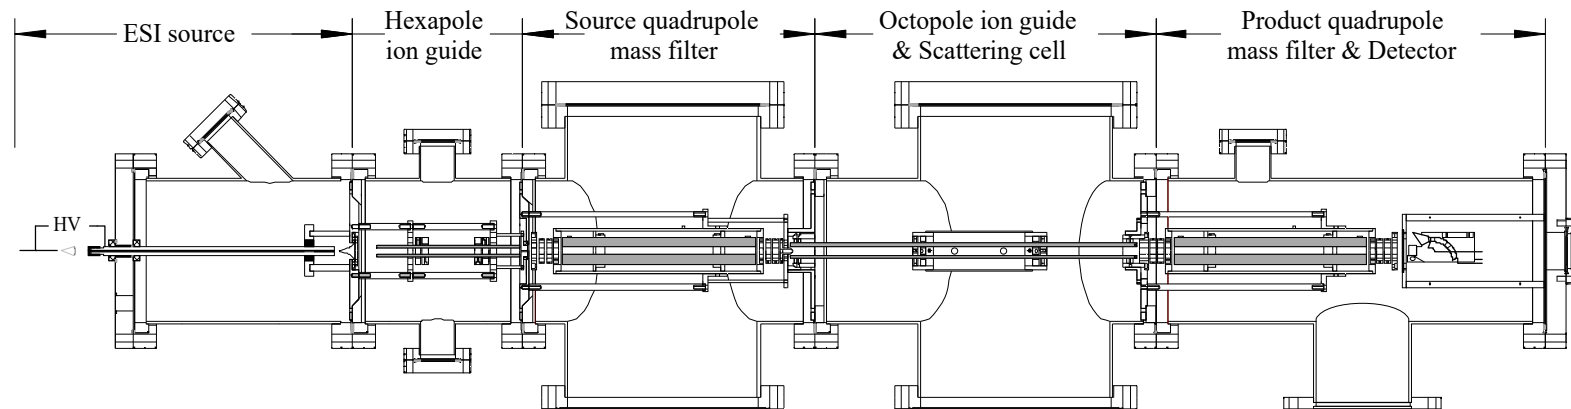 ESI source
Hexapole
ion guide
Source quadrupole
mass filter
Octopole ion guide
& Scattering cell
Product quadrupole
mass filter & Detector
HV